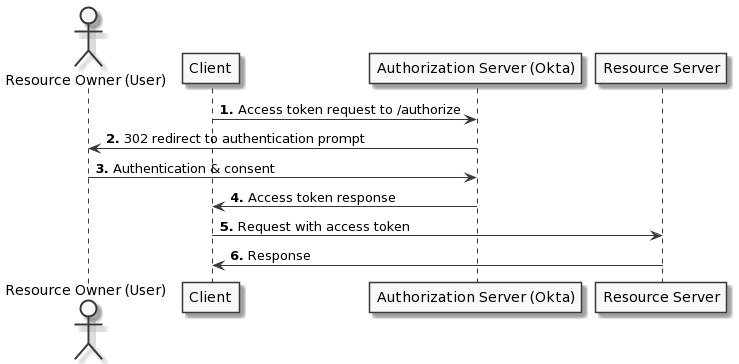 Resource Owner (User)
Client
Authorization Server (Okta)
Resource Server
1. Access token request to /authorize
2. 302 redirect to authentication prompt
3. Authentication & consent
4. Access token response
5. Request with access token
6. Response
Resource Owner (User)
Client
Authorization Server (Okta)
Resource Server